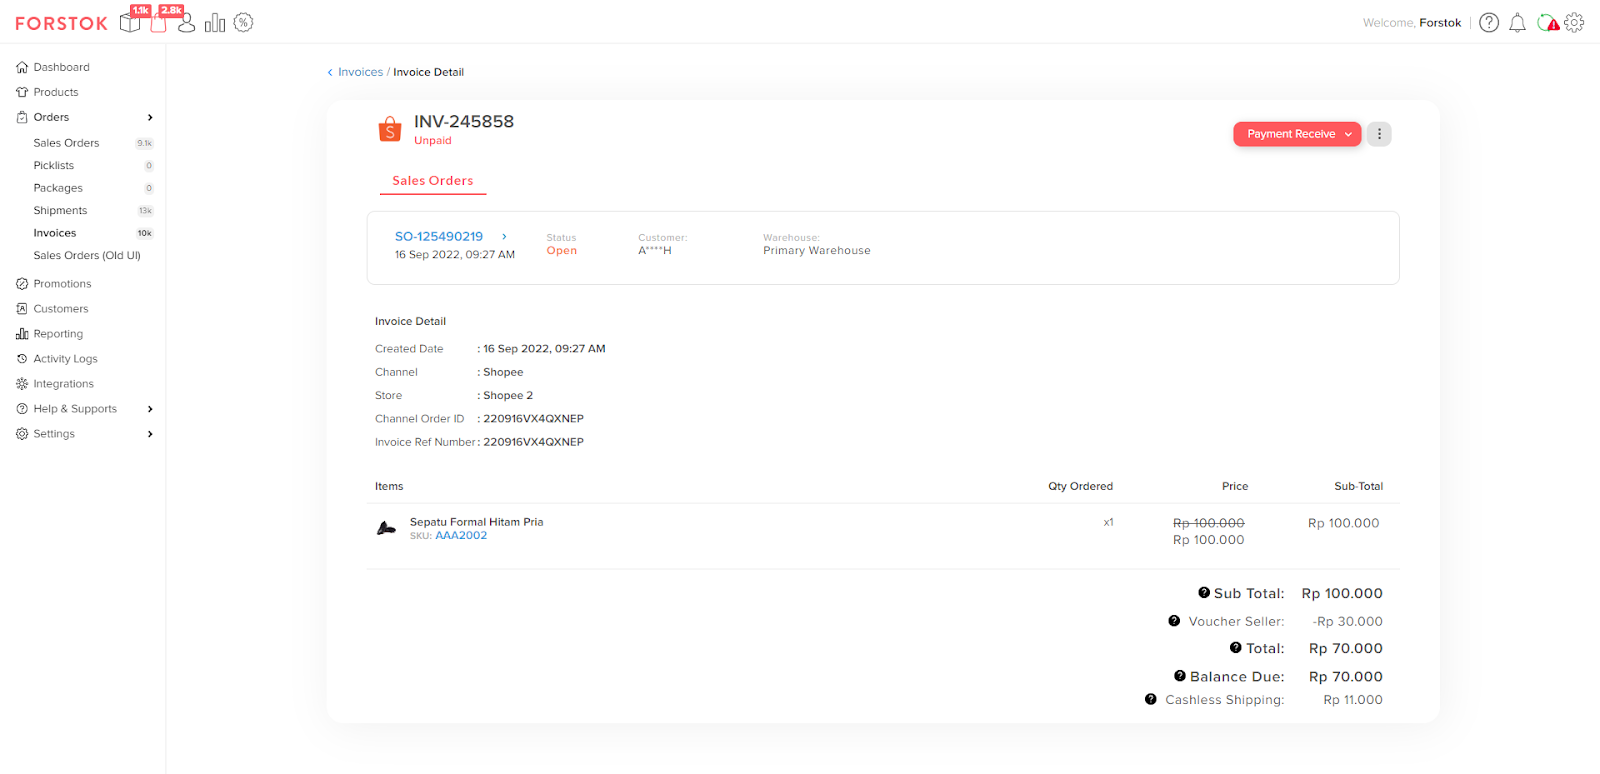 FORSTOK
1.1k
2.8k
Welcome, Forstok
Dashboard
Products
Orders
Sales Orders 9.1k
Picklists 0
Packages 0
Shipments 13k
Invoices 10k
Sales Orders (Old UI)
Promotions
Customers
Reporting
Activity Logs
Integrations
Help & Supports
Settings
Invoices / Invoice Detail
INV-245858
Unpaid
Payment Receive
Sales Orders
SO-125490219
16 Sep 2022, 09:27 AM
Status
Open
Customer:
A****H
Warehouse:
Primary Warehouse
Invoice Detail
Created Date : 16 Sep 2022, 09:27 AM
Channel : Shopee
Store : Shopee 2
Channel Order ID : 220916VX4QXNEP
Invoice Ref Number : 220916VX4QXNEP
Items Qty Ordered Price Sub-Total
Sepatu Formal Hitam Pria x1 Rp 100.000 Rp 100.000
SKU: AAA2002 Rp 100.000
Sub Total: Rp 100.000
Voucher Seller: -Rp 30.000
Total: Rp 70.000
Balance Due: Rp 70.000
Cashless Shipping: Rp 11.000